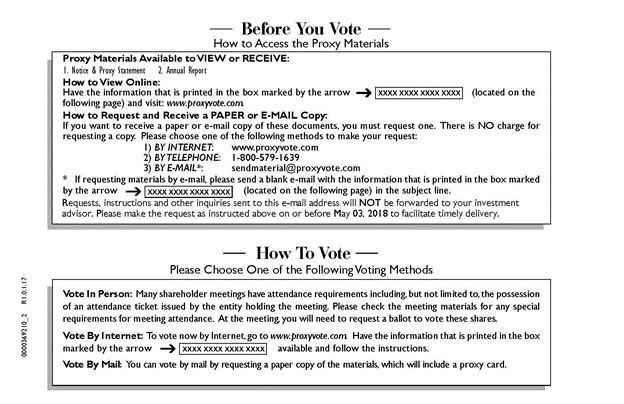 Before You Vote
How to Access the Proxy Materials
Proxy Materials Available to VIEW or RECEIVE:
1. Notice & Proxy Statement 2. Annual Report
How to View Online:
Have the information that is printed in the box marked by the arrow → XXXX XXXX XXXX XXXX (located on the
following page) and visit: www.proxyvote.com.
How to Request and Receive a PAPER or E-MAIL Copy:
If you want to receive a paper or e-mail copy of these documents, you must request one. There is NO charge for
requesting a copy. Please choose one of the following methods to make your request:
1) BY INTERNET: www.proxyvote.com
2) BY TELEPHONE: 1-800-579-1639
3) BY E-MAIL*: sendmaterial@proxyvote.com
* If requesting materials by e-mail, please send a blank e-mail with the information that is printed in the box marked
by the arrow → XXXX XXXX XXXX XXXX (located on the following page) in the subject line.
Requests, instructions and other inquiries sent to this e-mail address will NOT be forwarded to your investment
advisor. Please make the request as instructed above on or before May 03, 2018 to facilitate timely delivery.
How To Vote
Please Choose One of the Following Voting Methods
Vote In Person: Many shareholder meetings have attendance requirements including, but not limited to, the possession
of an attendance ticket issued by the entity holding the meeting. Please check the meeting materials for any special
requirements for meeting attendance. At the meeting, you will need to request a ballot to vote these shares.
Vote By Internet: To vote now by Internet, go to www.proxyvote.com. Have the information that is printed in the box
marked by the arrow → XXXX XXXX XXXX XXXX available and follow the instructions.
Vote By Mail: You can vote by mail by requesting a paper copy of the materials, which will include a proxy card.
0000369210_2 R1.0.1.17